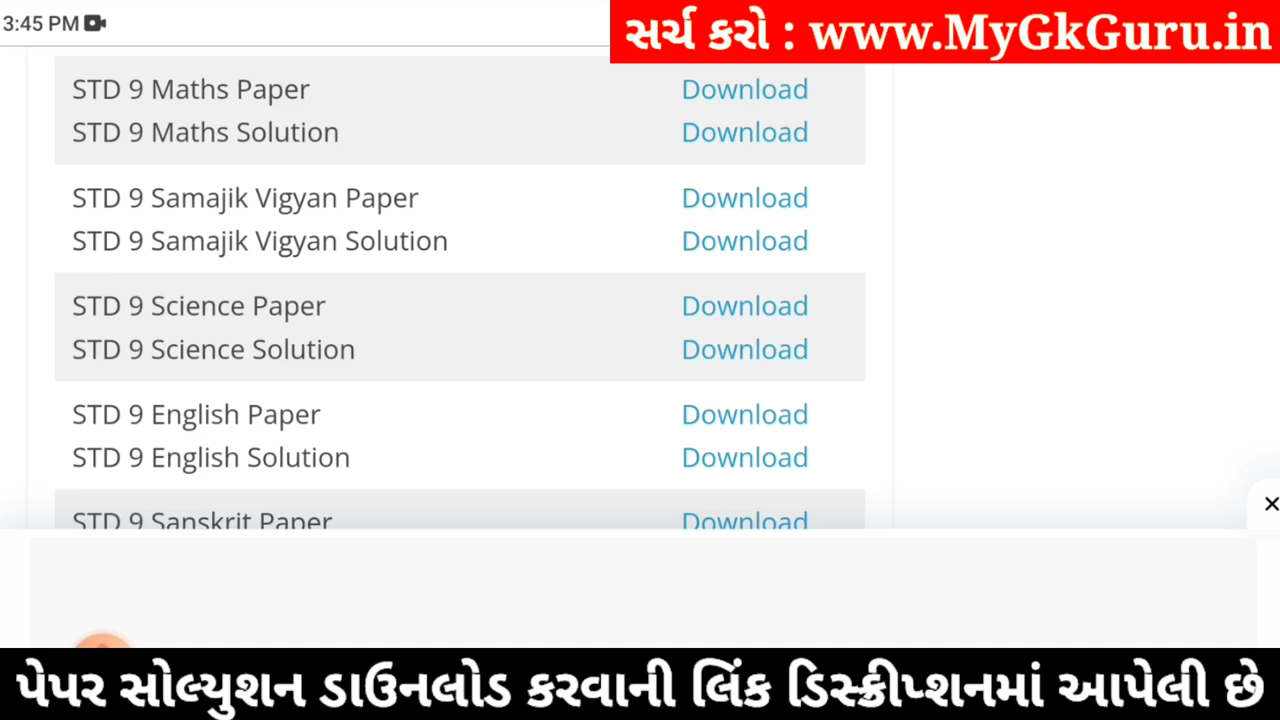 3:45 PM
સર્ચ કરો : www.MyGkGuru.in
STD 9 Maths Paper Download
STD 9 Maths Solution Download
STD 9 Samajik Vigyan Paper Download
STD 9 Samajik Vigyan Solution Download
STD 9 Science Paper Download
STD 9 Science Solution Download
STD 9 English Paper Download
STD 9 English Solution Download
STD 9 Sanskrit Paper Download
પેપર સોલ્યુશન ડાઉનલોડ કરવાની લિંક ડિસ્ક્રીપ્શનમાં આપેલી છે